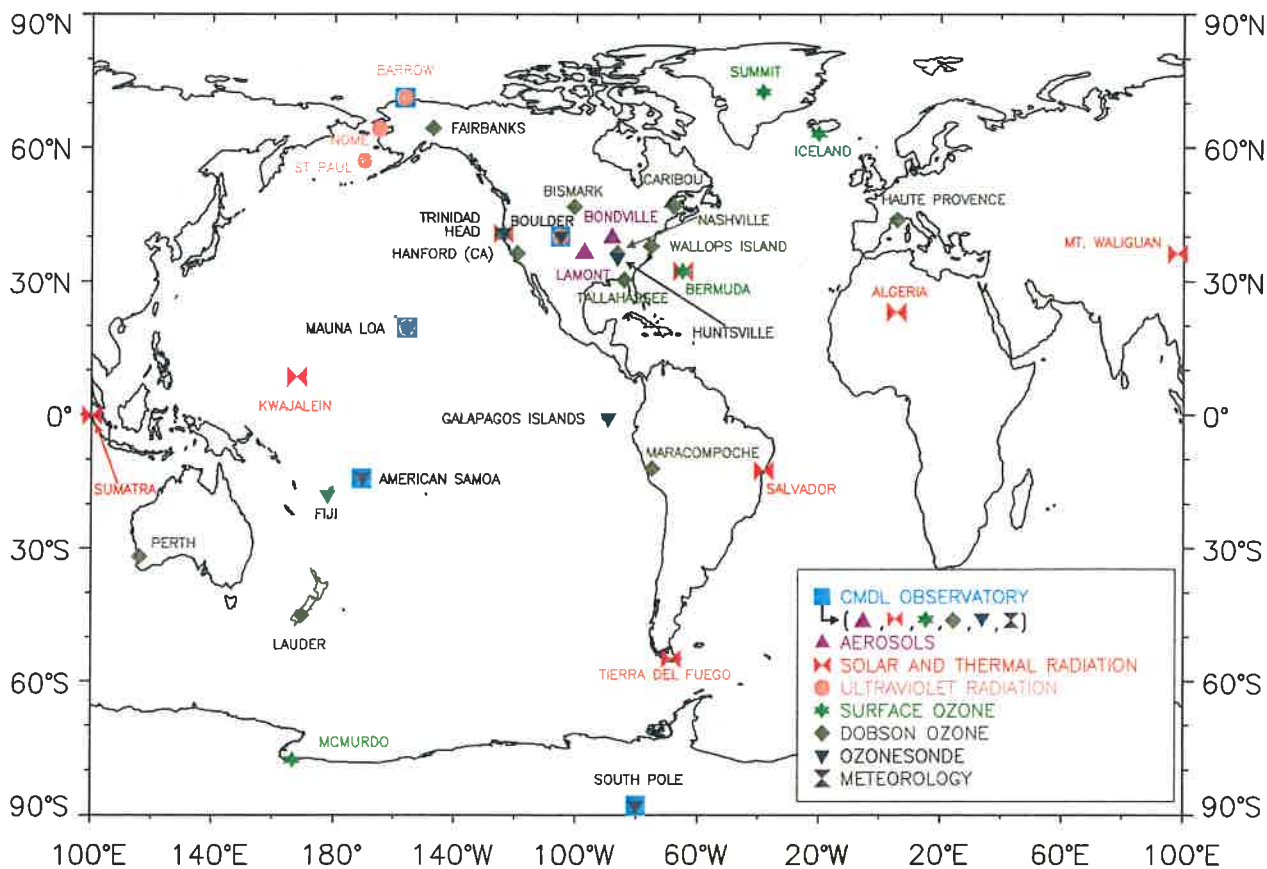 90°N
90°N
BARROW
SUMMIT
FAIRBANKS
NOME
ICELAND
60°N
60°N
ST PAUL
CARIBOU
BISMARK
HAUTE PROVENCE
TRINIDAD
HEAD
BOULDER
BONDVILLE
NASHVILLE
WALLOPS ISLAND
MT. WALIGUAN
HANFORD (CA)
LAMONT
30°N
30°N
BERMUDA
TALLAHASSEE
ALGERIA
MAUNA LOA
HUNTSVILLE
KWAJALEIN
0°
0°
GALAPAGOS ISLANDS
MARACOMPOCHE
SUMATRA
AMERICAN SAMOA
SALVADOR
FIJI
PERTH
30°S
30°S
LAUDER
CMDL OBSERVATORY
( , , , , , )
AEROSOLS
SOLAR AND THERMAL RADIATION
TIERRA DEL FUEGO
60°S
60°S
ULTRAVIOLET RADIATION
SURFACE OZONE
MCMURDO
DOBSON OZONE
OZONESONDE
METEOROLOGY
SOUTH POLE
90°S
90°S
100°E 140°E 180° 140°W 100°W 60°W 20°W 20°E 60°E 100°E